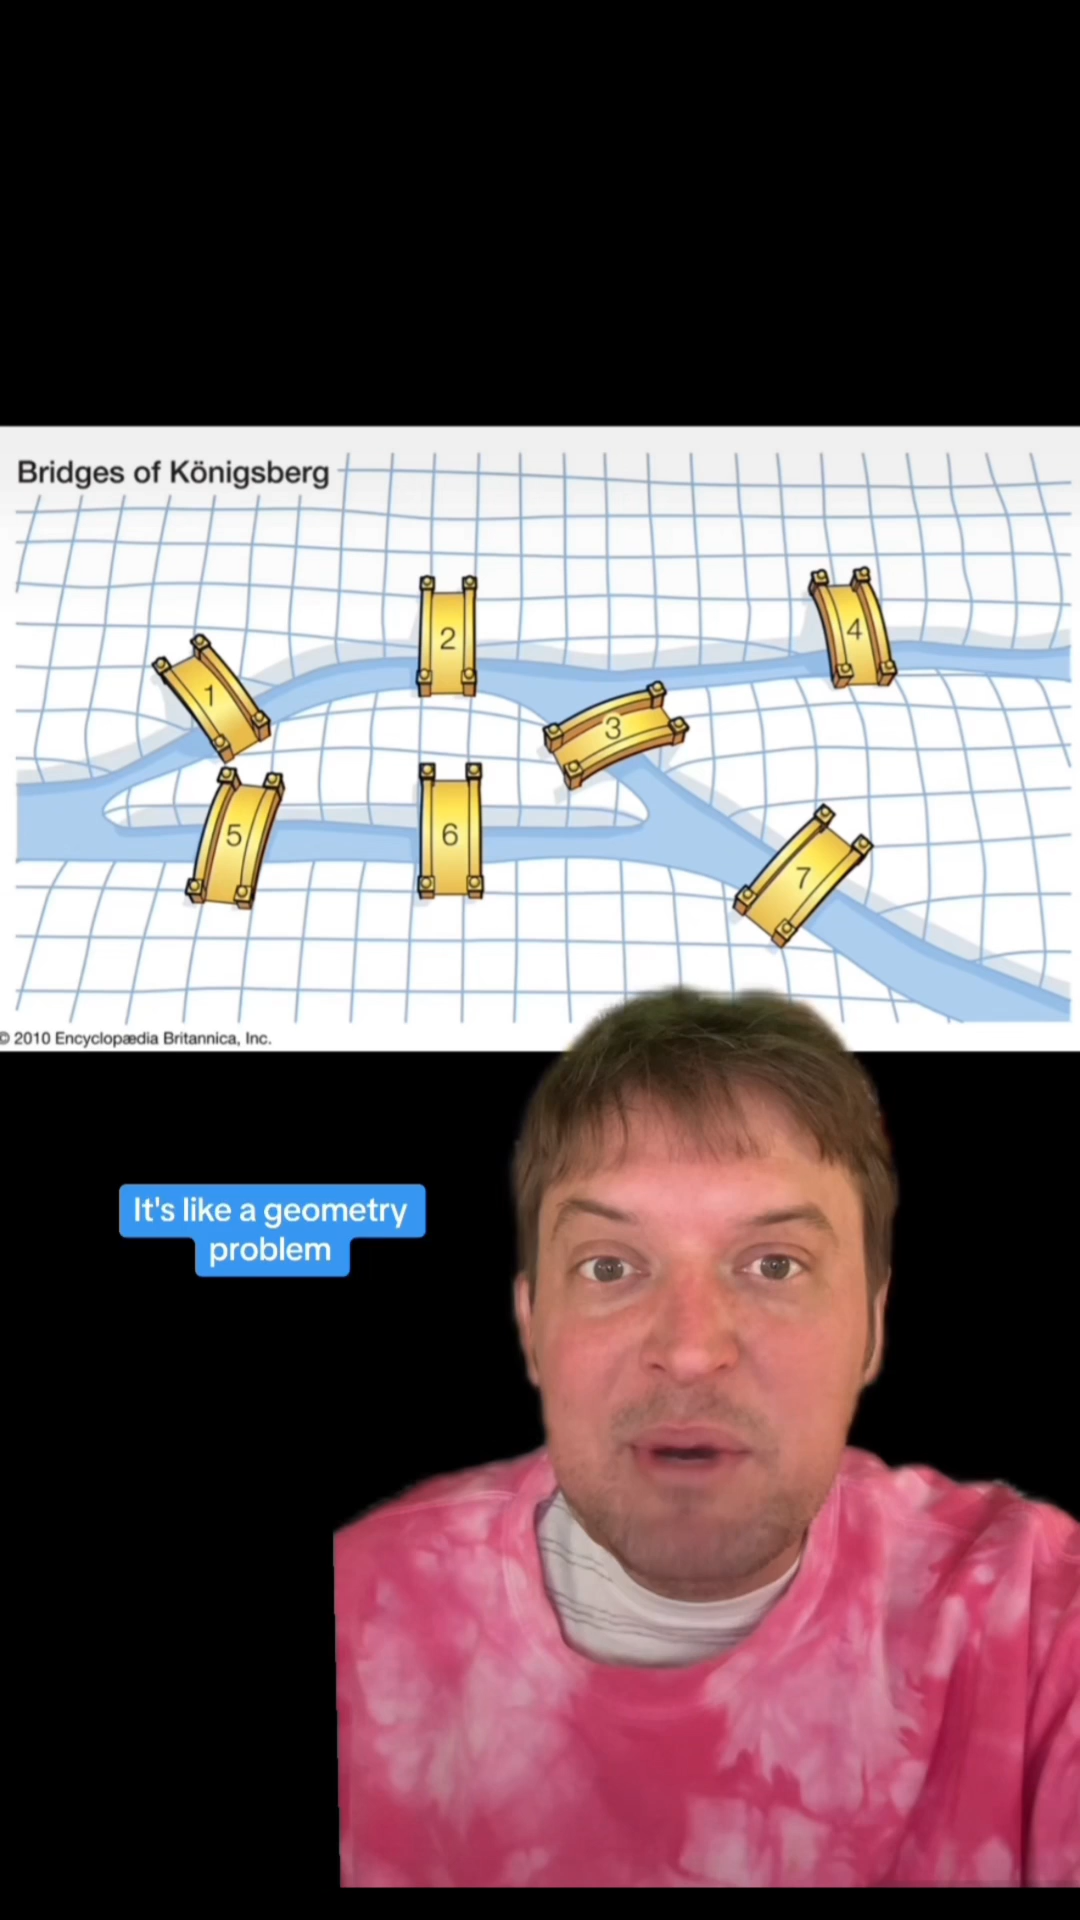 Bridges of Königsberg
1
2
3
4
5
6
7
© 2010 Encyclopædia Britannica, Inc.
It's like a geometry
problem